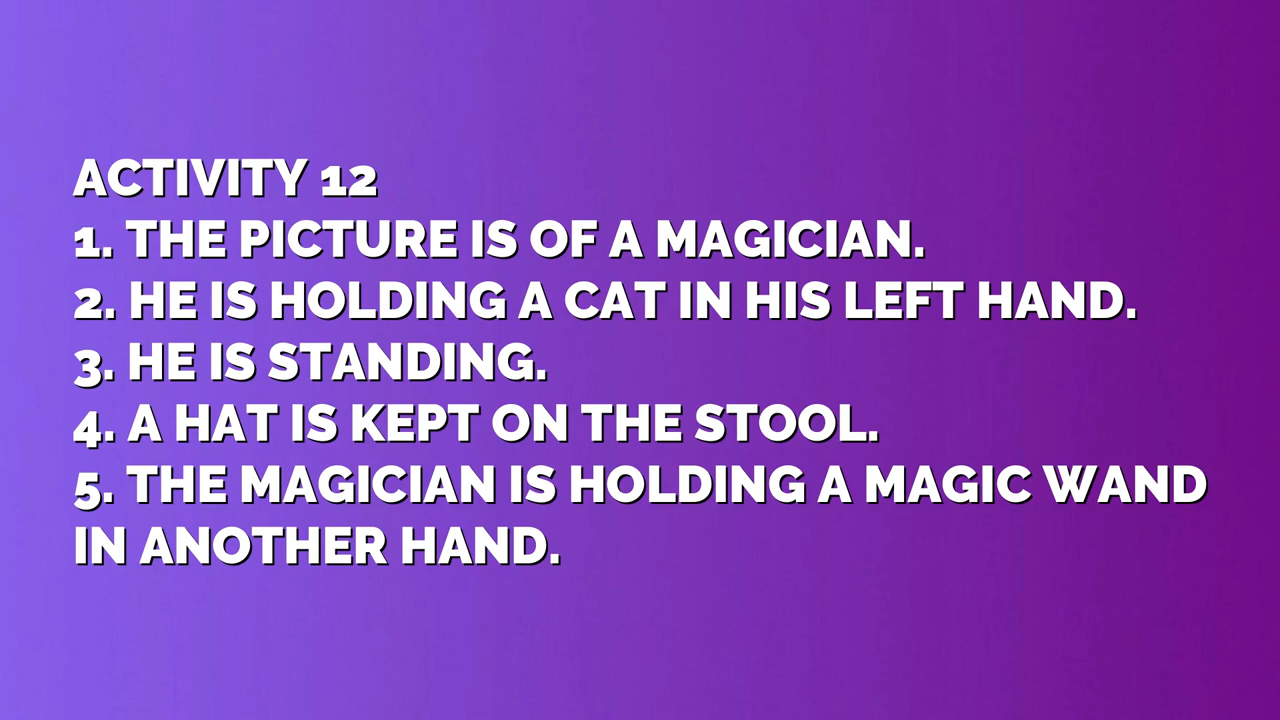 ACTIVITY 12
1. THE PICTURE IS OF A MAGICIAN.
2. HE IS HOLDING A CAT IN HIS LEFT HAND.
3. HE IS STANDING.
4. A HAT IS KEPT ON THE STOOL.
5. THE MAGICIAN IS HOLDING A MAGIC WAND
IN ANOTHER HAND.